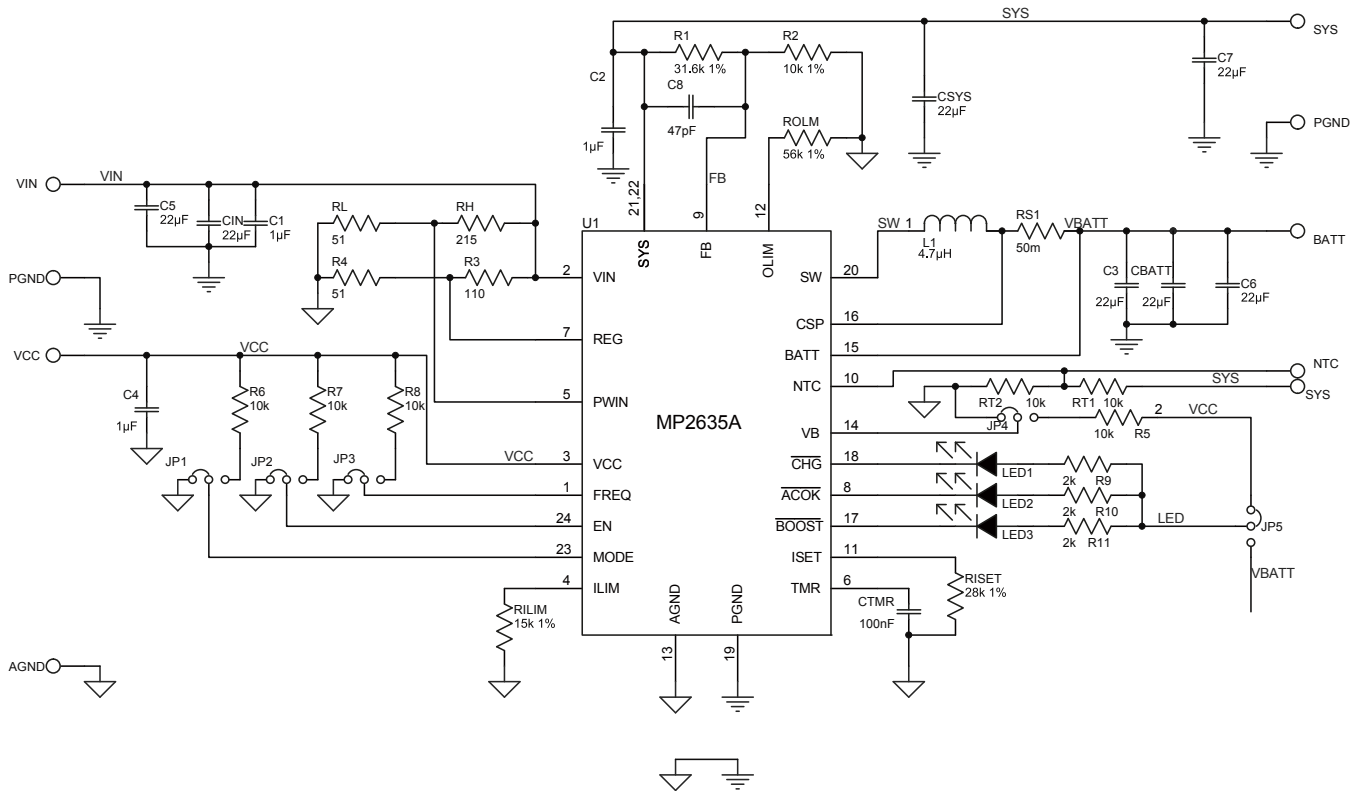 SYS
SYS
R1
31.6k 1%
R2
10k 1%
C2
1µF
C8
47pF
ROLM
56k 1%
CSYS
22µF
C7
22µF
PGND
FB
VIN
VIN
C5
22µF
CIN
22µF
C1
1µF
RL
51
RH
215
R4
51
R3
110
PGND
VCC
VCC
C4
1µF
R6
10k
R7
10k
R8
10k
JP1
JP2
JP3
VCC
U1
21,22
9
12
SYS
FB
OLIM
2
VIN
7
REG
5
PWIN
3
VCC
1
FREQ
24
EN
23
MODE
4
ILIM
MP2635A
SW
20
CSP
16
BATT
15
NTC
10
VB
14
CHG
18
ACOK
8
BOOST
17
ISET
11
TMR
6
AGND
13
PGND
19
SW 1
L1
4.7µH
RS1
50m
VBATT
BATT
C3
22µF
CBATT
22µF
C6
22µF
NTC
SYS
SYS
RT2
10k
RT1
10k
JP4
10k
R5
2
VCC
LED1
2k
R9
LED2
2k
R10
LED3
2k
R11
LED
JP5
VBATT
RISET
28k 1%
CTMR
100nF
RILIM
15k 1%
AGND